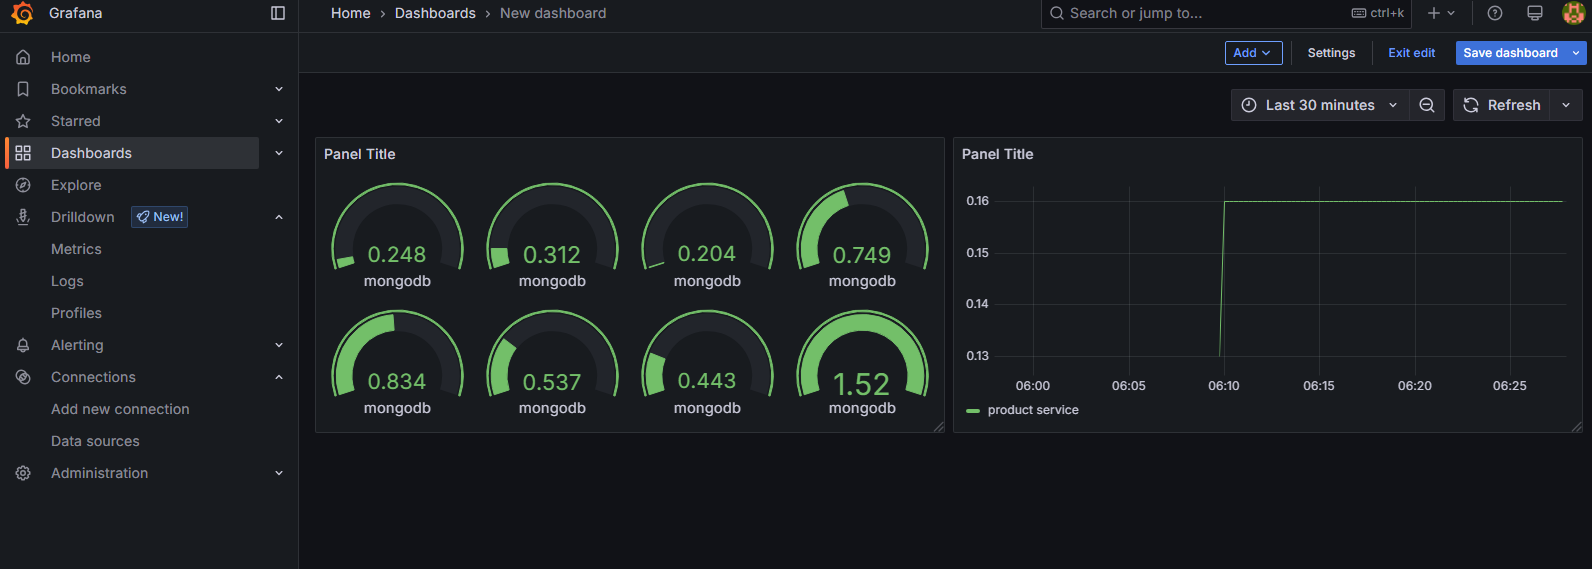 Grafana
Home › Dashboards › New dashboard
Search or jump to...
ctrl+k
Add
Settings
Exit edit
Save dashboard
Home
Bookmarks
Starred
Dashboards
Explore
Drilldown
New!
Metrics
Logs
Profiles
Alerting
Connections
Add new connection
Data sources
Administration
Last 30 minutes
Refresh
Panel Title
0.248
mongodb
0.312
mongodb
0.204
mongodb
0.749
mongodb
0.834
mongodb
0.537
mongodb
0.443
mongodb
1.52
mongodb
Panel Title
0.16
0.15
0.14
0.13
06:00
06:05
06:10
06:15
06:20
06:25
product service